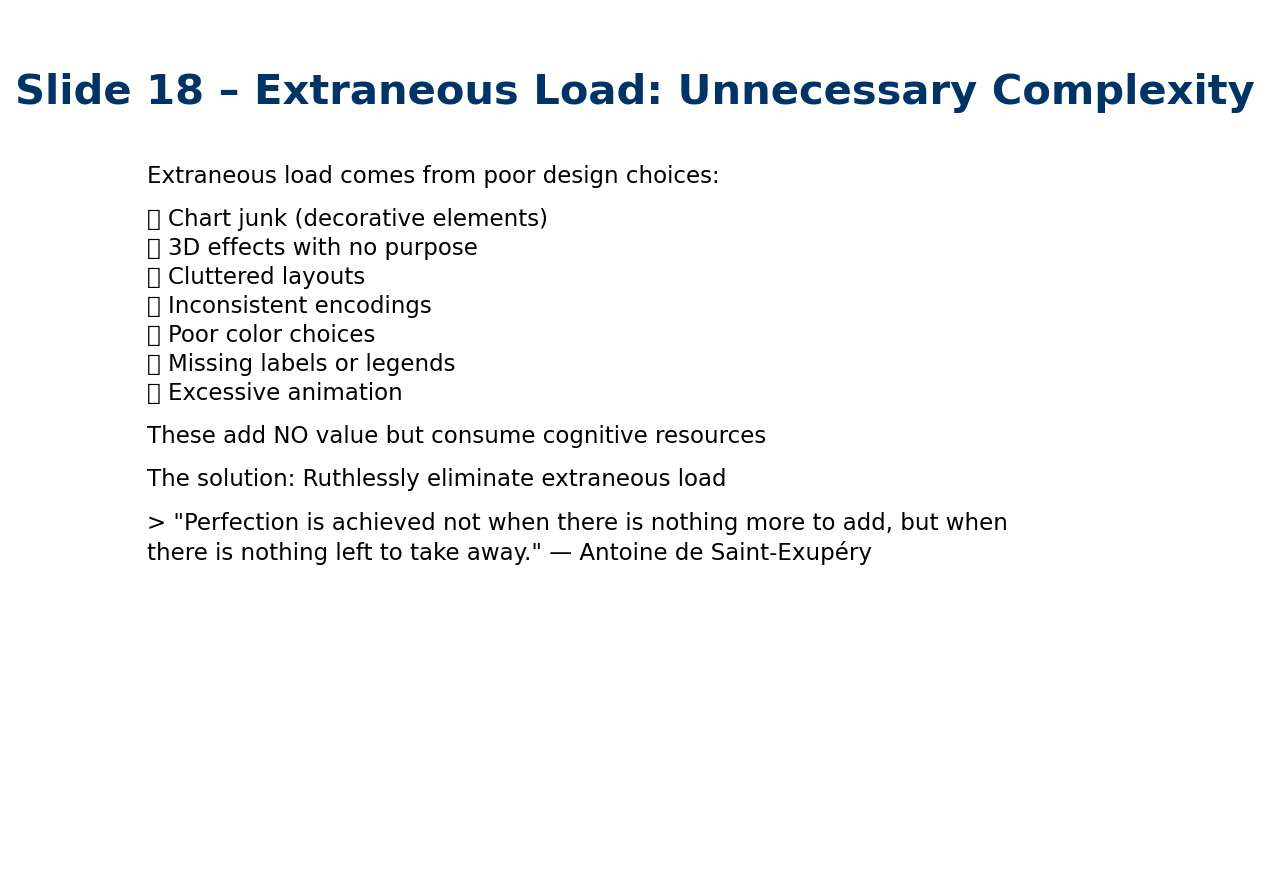 Slide 18 – Extraneous Load: Unnecessary Complexity
Extraneous load comes from poor design choices:
Chart junk (decorative elements)
3D effects with no purpose
Cluttered layouts
Inconsistent encodings
Poor color choices
Missing labels or legends
Excessive animation
These add NO value but consume cognitive resources
The solution: Ruthlessly eliminate extraneous load
> "Perfection is achieved not when there is nothing more to add, but when
there is nothing left to take away." — Antoine de Saint-Exupéry